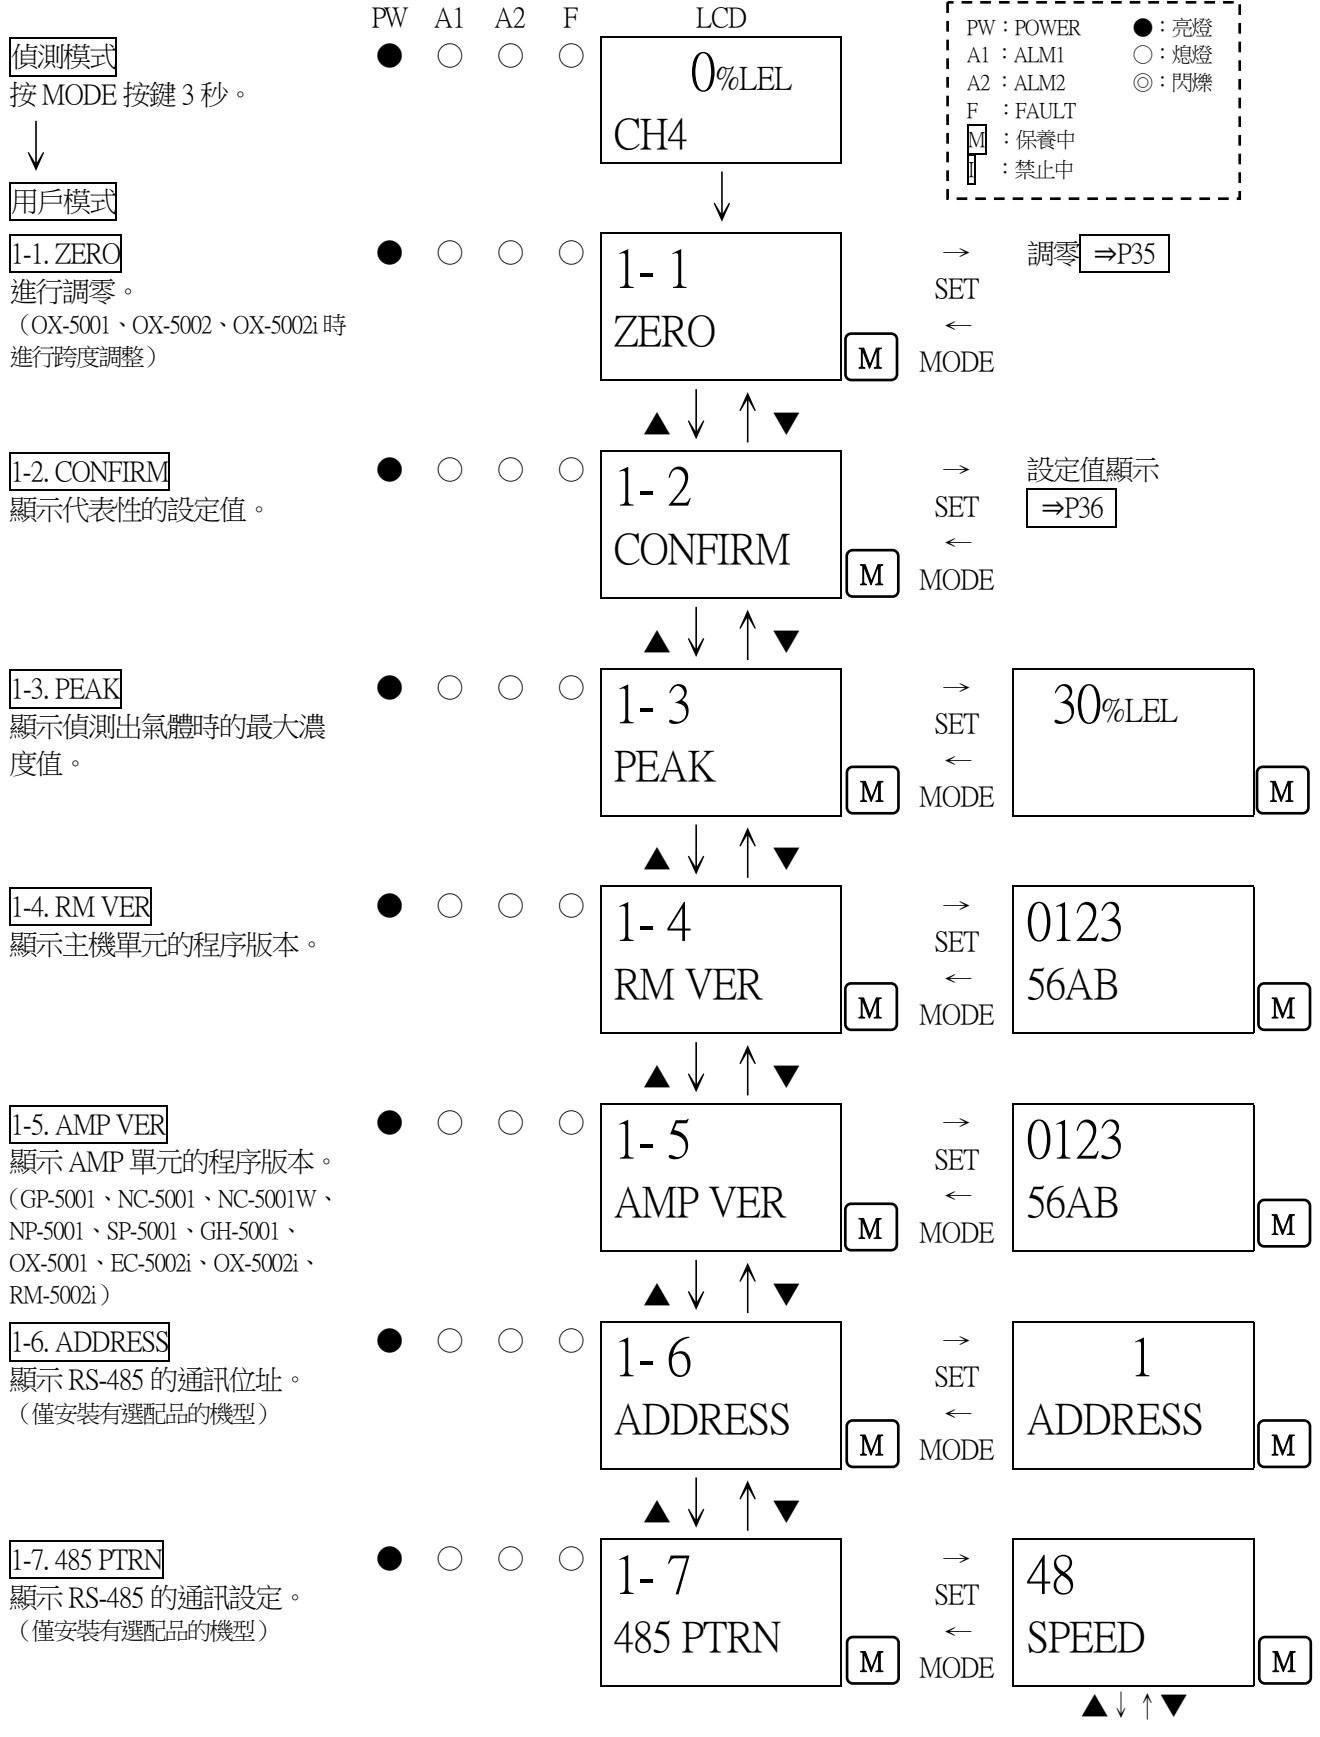 PW A1 A2 F LCD
偵測模式 ● ○ ○ ○ 0%LEL
按 MODE 按鍵 3 秒。
CH4
↓
用戶模式
↓
PW：POWER ●：亮燈
A1：ALM1 ○：熄燈
A2：ALM2 ◎：閃爍
F：FAULT
M：保養中
I：禁止中
1-1. ZERO ● ○ ○ ○ 1- 1 → 調零 ⇒P35
進行調零。 SET
（OX-5001、OX-5002、OX-5002i 時 ZERO ←
進行跨度調整） M MODE
▲ ↓ ↑ ▼
1-2. CONFIRM ● ○ ○ ○ 1- 2 → 設定值顯示
顯示代表性的設定值。 SET ⇒P36
CONFIRM ←
M MODE
▲ ↓ ↑ ▼
1-3. PEAK ● ○ ○ ○ 1- 3 → 30%LEL
顯示偵測出氣體時的最大濃 SET
度值。 PEAK ←
M MODE M
▲ ↓ ↑ ▼
1-4. RM VER ● ○ ○ ○ 1- 4 → 0123
顯示主機單元的程序版本。 SET
RM VER ← 56AB
M MODE M
▲ ↓ ↑ ▼
1-5. AMP VER ● ○ ○ ○ 1- 5 → 0123
顯示 AMP 單元的程序版本。 SET
（GP-5001、NC-5001、NC-5001W、 AMP VER ← 56AB
NP-5001、SP-5001、GH-5001、 M MODE M
OX-5001、EC-5002i、OX-5002i、
RM-5002i）
▲ ↓ ↑ ▼
1-6. ADDRESS ● ○ ○ ○ 1- 6 → 1
顯示 RS-485 的通訊位址。 SET
（僅安裝有選配品的機型） ADDRESS ← ADDRESS
M MODE M
▲ ↓ ↑ ▼
1-7. 485 PTRN ● ○ ○ ○ 1- 7 → 48
顯示 RS-485 的通訊設定。 SET
（僅安裝有選配品的機型） 485 PTRN ← SPEED
M MODE M
▲ ↓ ↑ ▼